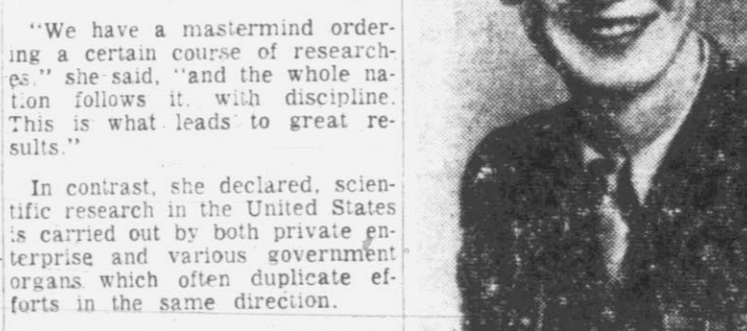 "We have a mastermind order-
ing a certain course of research-
es." she said, "and the whole na-
tion follows it with discipline.
This is what leads to great re-
sults."
In contrast, she declared, scien-
tific research in the United States
is carried out by both private en-
terprise and various government
organs which often duplicate ef-
forts in the same direction.